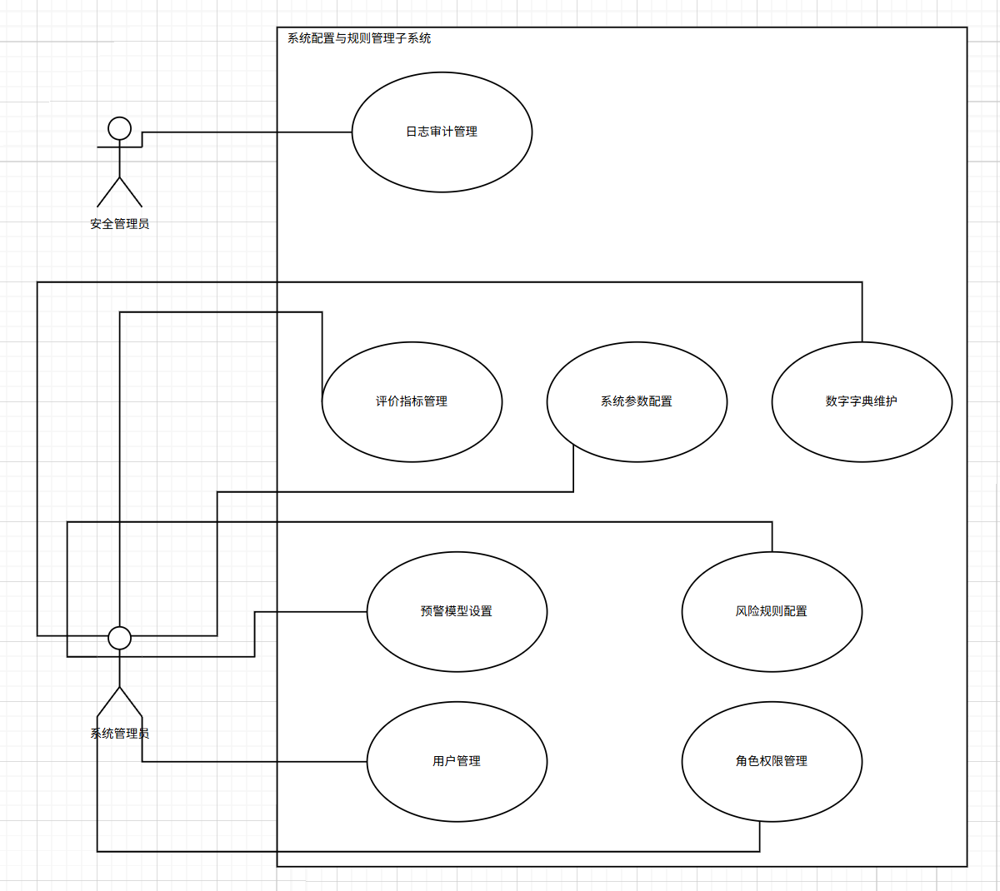 系统配置与规则管理子系统
日志审计管理
安全管理员
评价指标管理
系统参数配置
数字字典维护
预警模型设置
风险规则配置
系统管理员
用户管理
角色权限管理